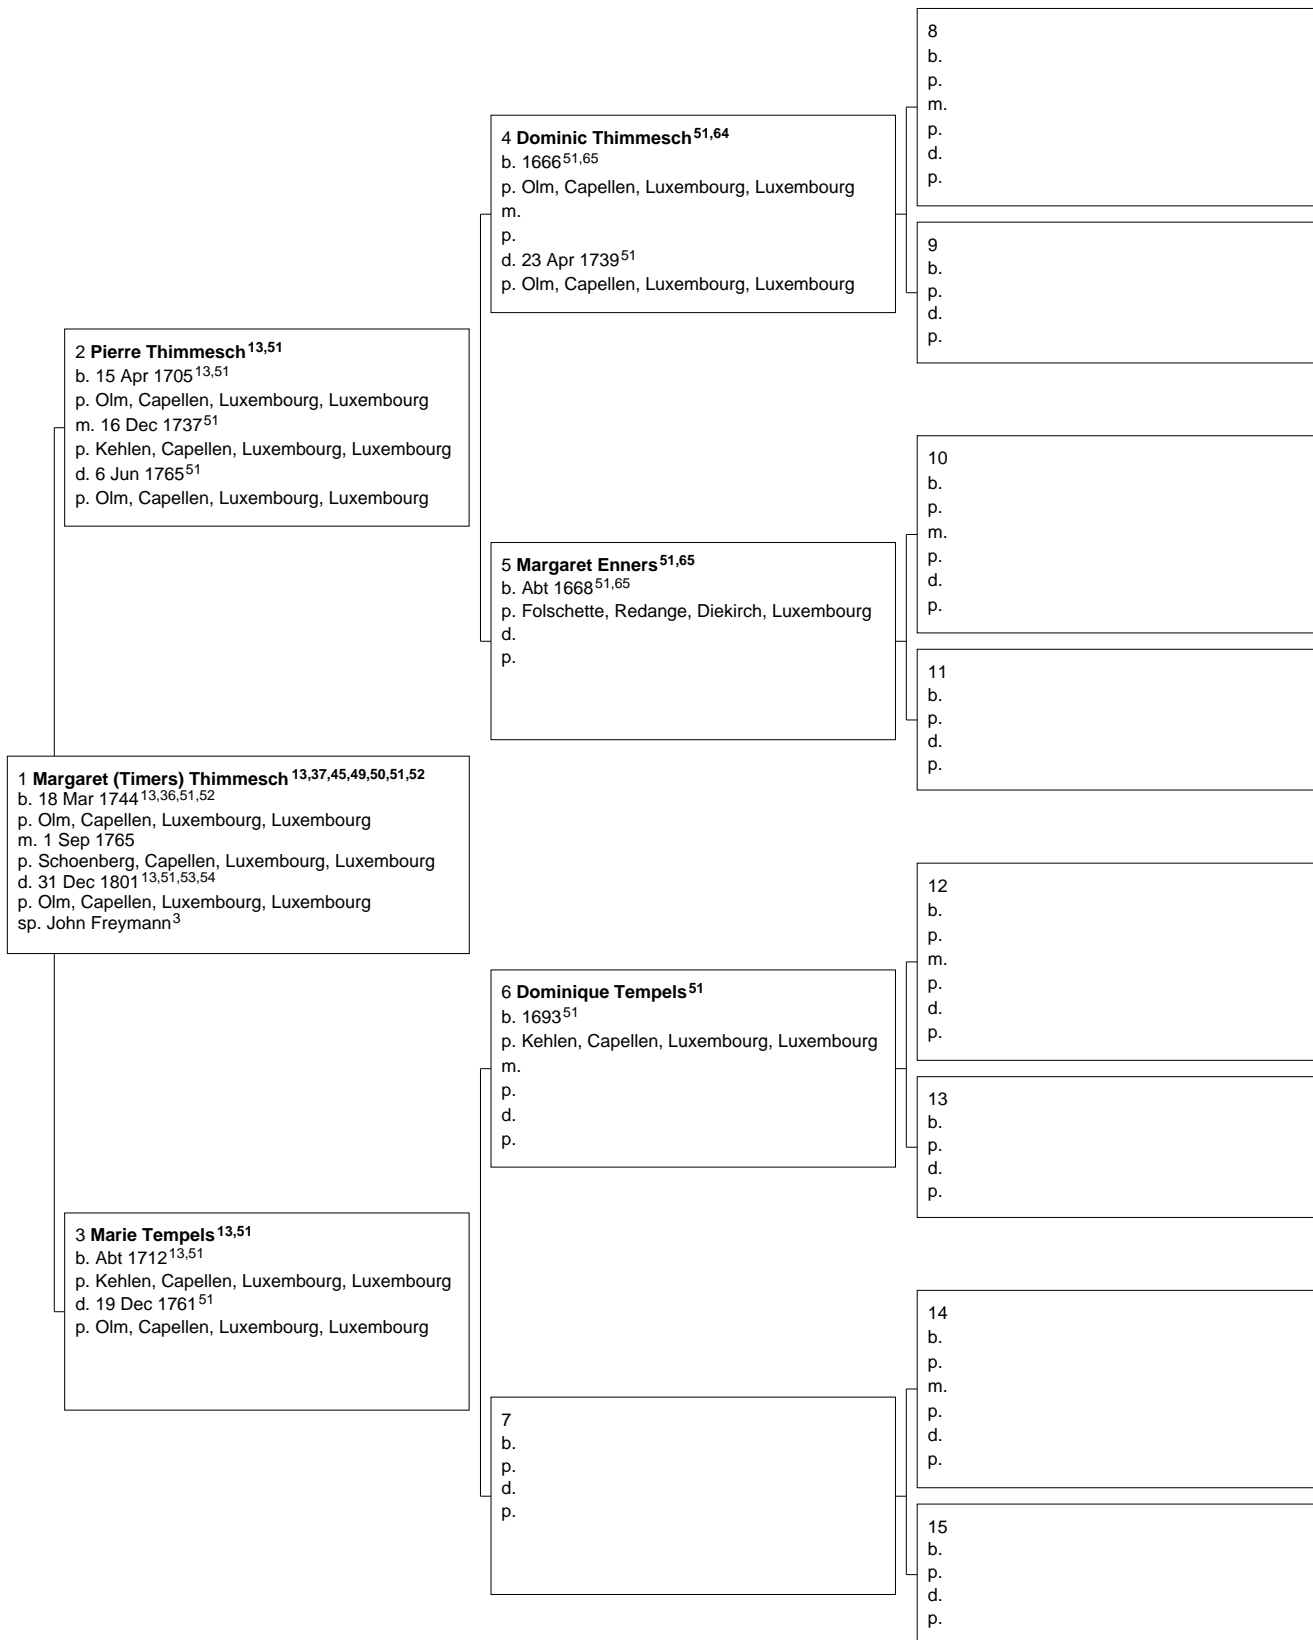 8
b.
p.
m.
p.
d.
p.
4 Dominic Thimmesch51,64
b. 166651,65
p. Olm, Capellen, Luxembourg, Luxembourg
m.
p.
d. 23 Apr 173951
p. Olm, Capellen, Luxembourg, Luxembourg
9
b.
p.
d.
p.
2 Pierre Thimmesch13,51
b. 15 Apr 170513,51
p. Olm, Capellen, Luxembourg, Luxembourg
m. 16 Dec 173751
p. Kehlen, Capellen, Luxembourg, Luxembourg
d. 6 Jun 176551
p. Olm, Capellen, Luxembourg, Luxembourg
10
b.
p.
m.
p.
d.
p.
5 Margaret Enners51,65
b. Abt 166851,65
p. Folschette, Redange, Diekirch, Luxembourg
d.
p.
11
b.
p.
d.
p.
1 Margaret (Timers) Thimmesch13,37,45,49,50,51,52
b. 18 Mar 174413,36,51,52
p. Olm, Capellen, Luxembourg, Luxembourg
m. 1 Sep 1765
p. Schoenberg, Capellen, Luxembourg, Luxembourg
d. 31 Dec 180113,51,53,54
p. Olm, Capellen, Luxembourg, Luxembourg
sp. John Freymann3
12
b.
p.
m.
p.
d.
p.
6 Dominique Tempels51
b. 169351
p. Kehlen, Capellen, Luxembourg, Luxembourg
m.
p.
d.
p.
13
b.
p.
d.
p.
3 Marie Tempels13,51
b. Abt 171213,51
p. Kehlen, Capellen, Luxembourg, Luxembourg
d. 19 Dec 176151
p. Olm, Capellen, Luxembourg, Luxembourg
14
b.
p.
m.
p.
d.
p.
7
b.
p.
d.
p.
15
b.
p.
d.
p.